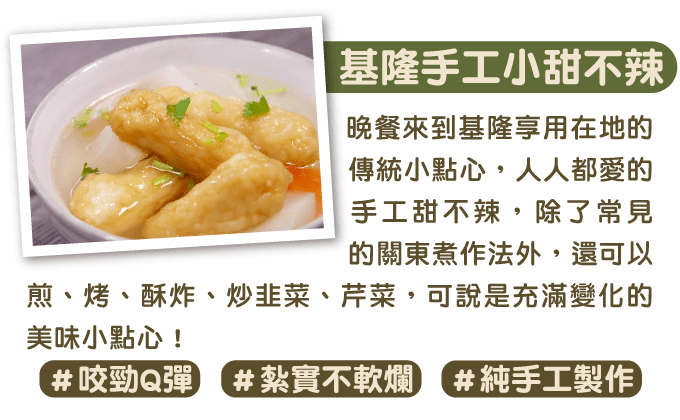 基隆手工小甜不辣
晚餐來到基隆享用在地的
傳統小點心，人人都愛的
手工甜不辣，除了常見
的關東煮作法外，還可以
煎、烤、酥炸、炒韭菜、芹菜，可說是充滿變化的
美味小點心！
#咬勁Q彈 #紮實不軟爛 #純手工製作